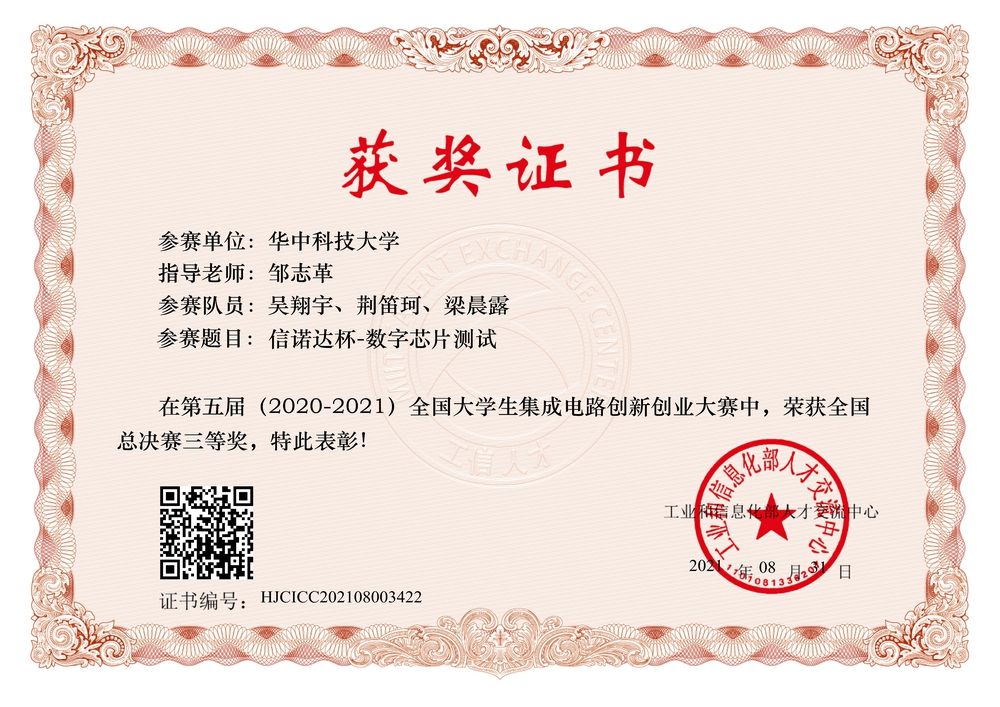 获奖证书
参赛单位：华中科技大学
指导老师：邹志革
参赛队员：吴翔宇、荆笛珂、梁晨露
参赛题目：信诺达杯-数字芯片测试
在第五届（2020-2021）全国大学生集成电路创新创业大赛中，荣获全国
总决赛三等奖，特此表彰！
工业和信息化部人才交流中心
工业和信息化部人才交流中心
2021 年 08 月 31 日
证书编号：HJCICC202108003422
EXCHANGE CENTE
工信人才